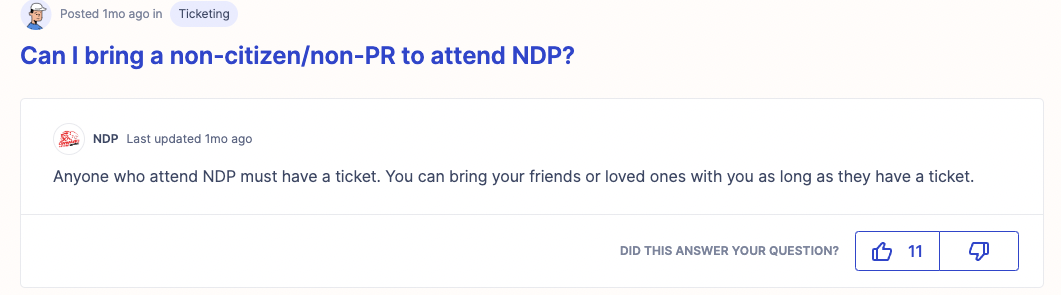 Posted 1mo ago in Ticketing
Can I bring a non-citizen/non-PR to attend NDP?
NDP Last updated 1mo ago
Anyone who attend NDP must have a ticket. You can bring your friends or loved ones with you as long as they have a ticket.
DID THIS ANSWER YOUR QUESTION? 11